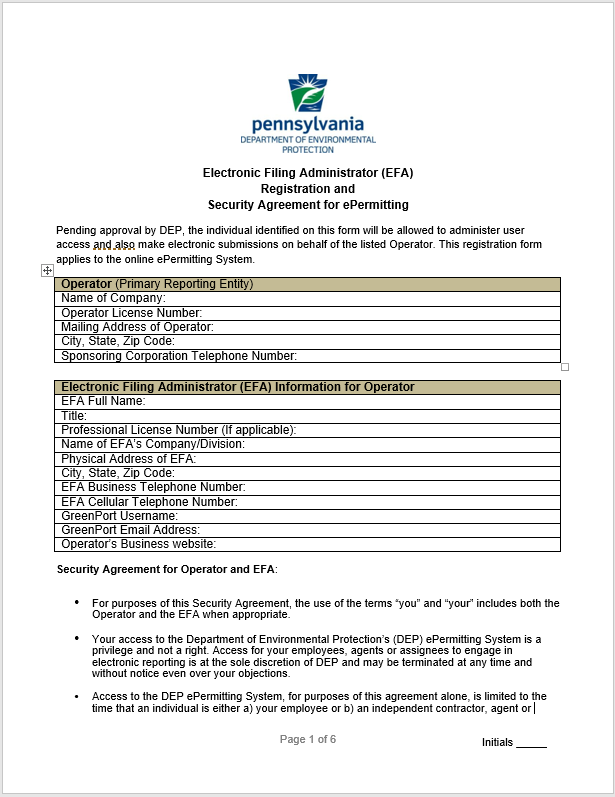 pennsylvania
DEPARTMENT OF ENVIRONMENTAL
PROTECTION
Electronic Filing Administrator (EFA)
Registration and
Security Agreement for ePermitting
Pending approval by DEP, the individual identified on this form will be allowed to administer user
access and also make electronic submissions on behalf of the listed Operator. This registration form
applies to the online ePermitting System.
Operator (Primary Reporting Entity)
Name of Company:
Operator License Number:
Mailing Address of Operator:
City, State, Zip Code:
Sponsoring Corporation Telephone Number:
Electronic Filing Administrator (EFA) Information for Operator
EFA Full Name:
Title:
Professional License Number (If applicable):
Name of EFA's Company/Division:
Physical Address of EFA:
City, State, Zip Code:
EFA Business Telephone Number:
EFA Cellular Telephone Number:
GreenPort Username:
GreenPort Email Address:
Operator's Business website:
Security Agreement for Operator and EFA:
• For purposes of this Security Agreement, the use of the terms “you” and “your” includes both the
Operator and the EFA when appropriate.
• Your access to the Department of Environmental Protection's (DEP) ePermitting System is a
privilege and not a right. Access for your employees, agents or assignees to engage in
electronic reporting is at the sole discretion of DEP and may be terminated at any time and
without notice even over your objections.
• Access to the DEP ePermitting System, for purposes of this agreement alone, is limited to the
time that an individual is either a) your employee or b) an independent contractor, agent or
Page 1 of 6
Initials _____